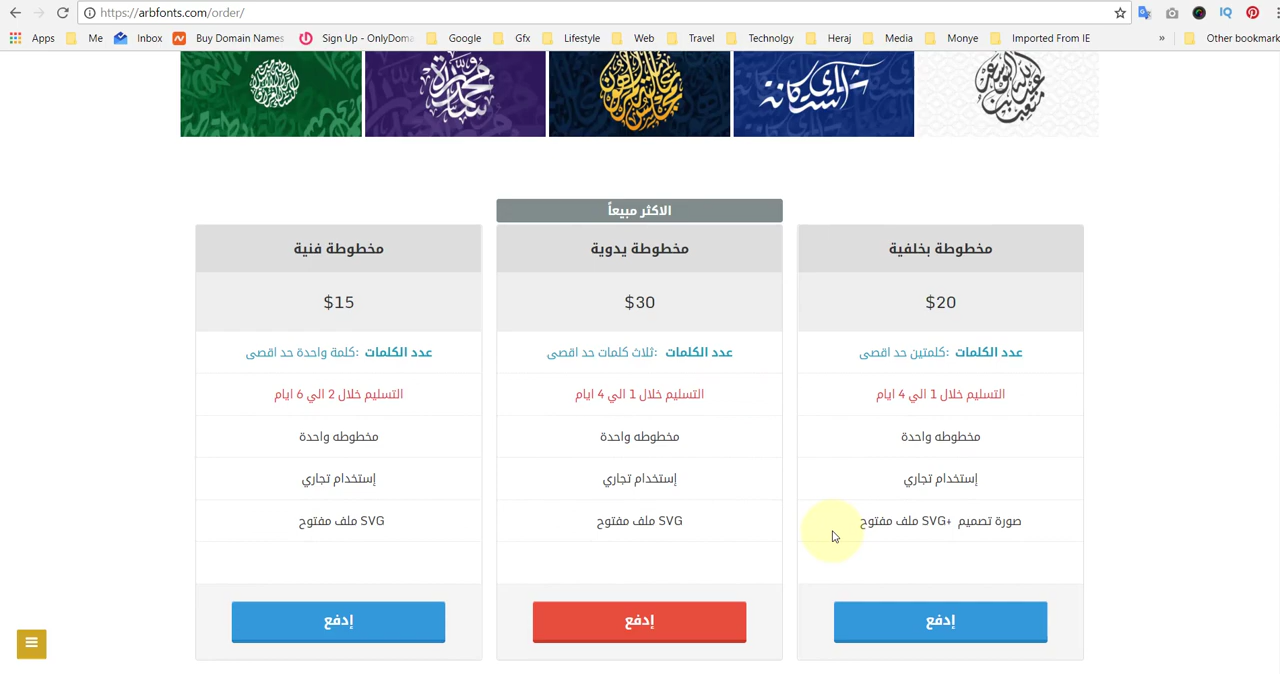 https://arbfonts.com/order/
Apps Me Inbox Buy Domain Names Sign Up - OnlyDoma Google Gfx Lifestyle Web Travel Technolgy Heraj Media Monye Imported From IE » Other bookmark
IQ
الاكثر مبيعاً
مخطوطة بخلفية
$20
عدد الكلمات :كلمتين حد اقصى
التسليم خلال 1 الي 4 ايام
مخطوطه واحدة
إستخدام تجاري
صورة تصميم +SVG ملف مفتوح
إدفع
مخطوطة يدوية
$30
عدد الكلمات :ثلاث كلمات حد اقصى
التسليم خلال 1 الي 4 ايام
مخطوطه واحدة
إستخدام تجاري
SVG ملف مفتوح
إدفع
مخطوطة فنية
$15
عدد الكلمات :كلمة واحدة حد اقصى
التسليم خلال 2 الي 6 ايام
مخطوطه واحدة
إستخدام تجاري
SVG ملف مفتوح
إدفع